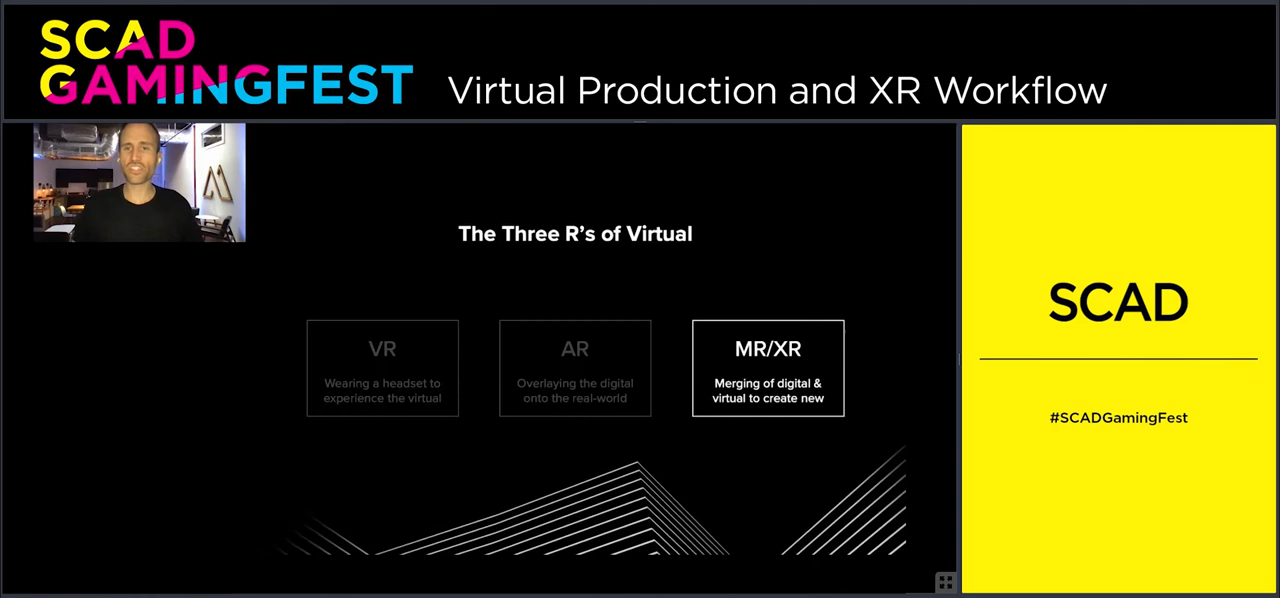 SCAD
GAMINGFEST
Virtual Production and XR Workflow
The Three R's of Virtual
VR
Wearing a headset to
experience the virtual
AR
Overlaying the digital
onto the real-world
MR/XR
Merging of digital &
virtual to create new
SCAD
#SCADGamingFest